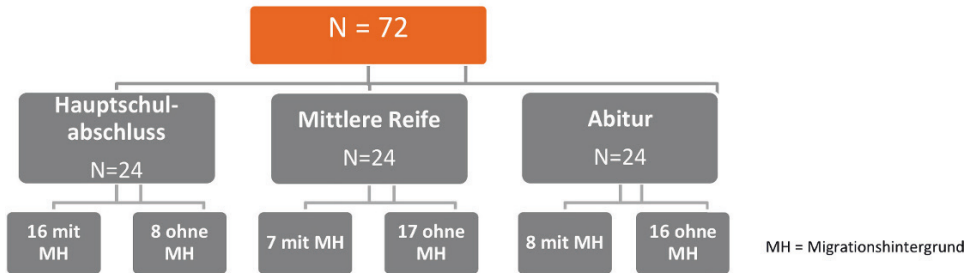 N = 72
Hauptschul-
abschluss
N=24
Mittlere Reife
N=24
Abitur
N=24
16 mit
MH
8 ohne
MH
7 mit MH
17 ohne
MH
8 mit MH
16 ohne
MH
MH = Migrationshintergrund